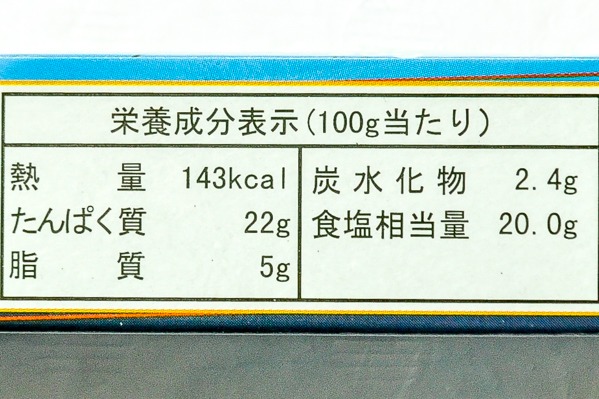 栄養成分表示(100g当たり)
熱量 143kcal
たんぱく質 22g
脂質 5g
炭水化物 2.4g
食塩相当量 20.0g